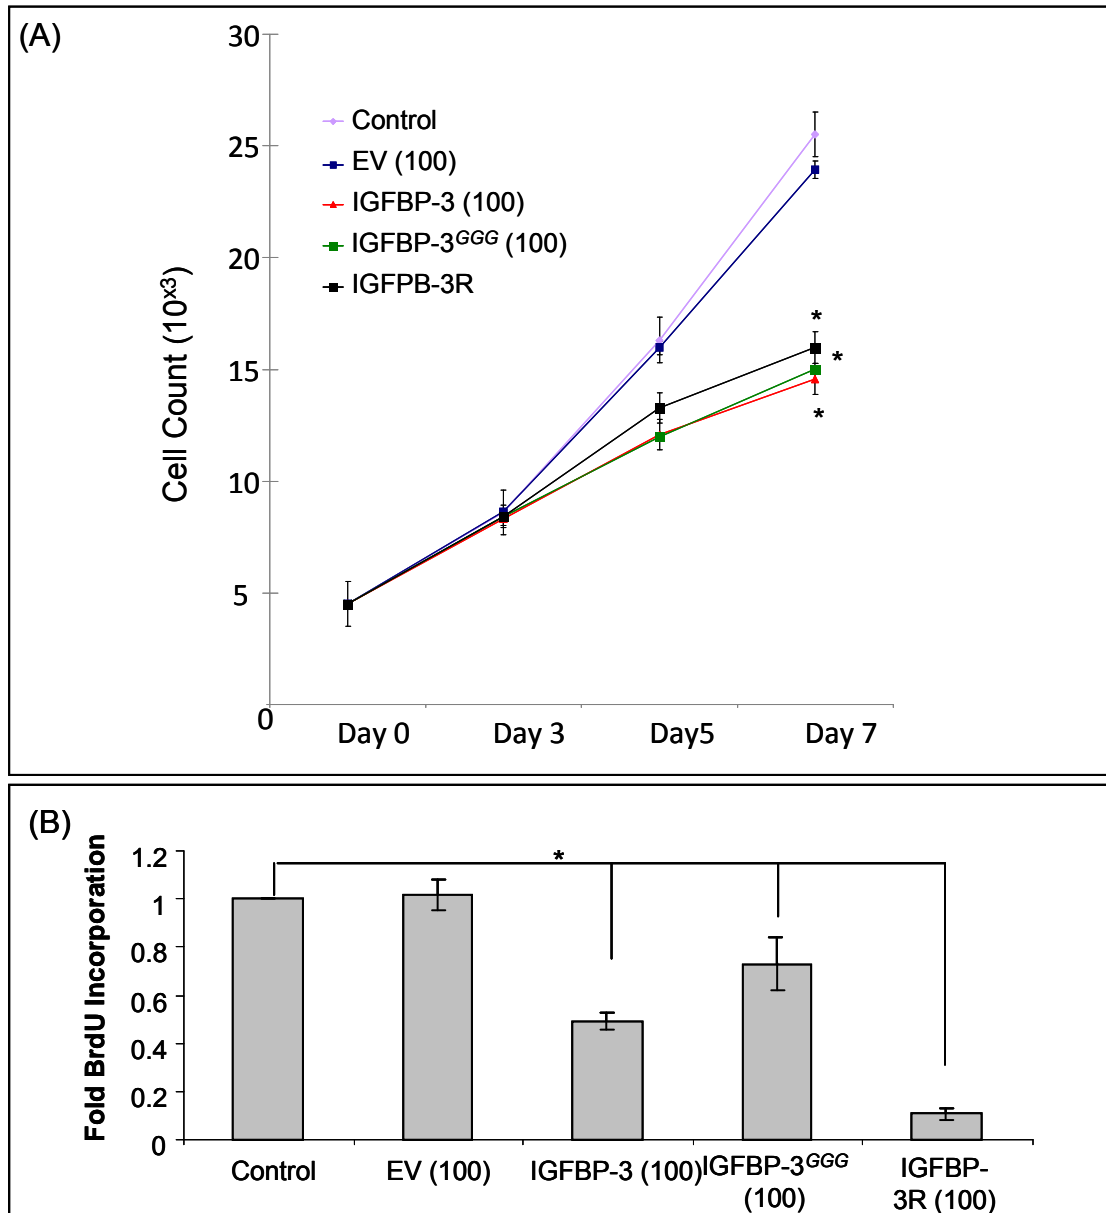 (A)
30
25
20
15
10
5
0
Cell Count (10ˣ³)
Control
EV (100)
IGFBP-3 (100)
IGFBP-3ᴳᴳᴳ (100)
IGFPB-3R
*
*
*
Day 0 Day 3 Day5 Day 7
(B)
Fold BrdU Incorporation
1.2
1
0.8
0.6
0.4
0.2
0
*
Control EV (100) IGFBP-3 (100) IGFBP-3ᴳᴳᴳ IGFBP-
(100) 3R (100)